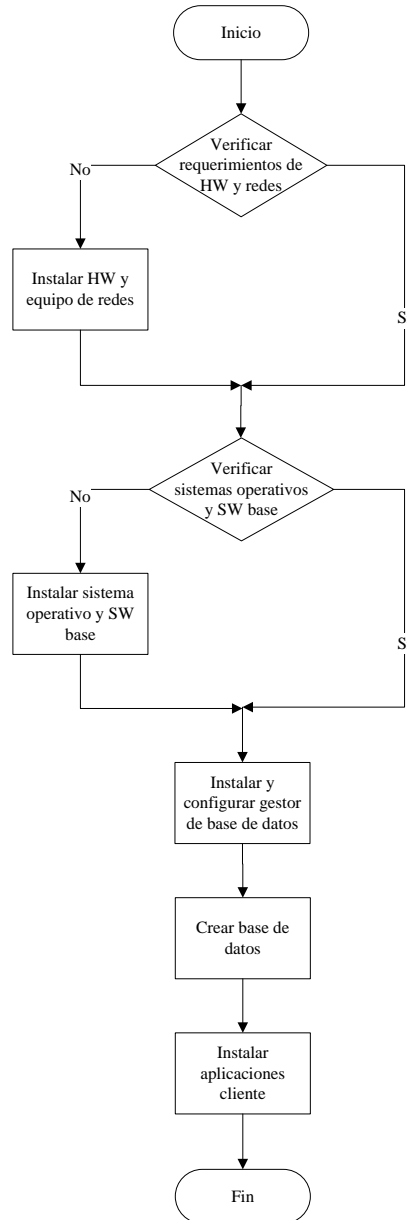 Inicio
Verificar
requerimientos de
HW y redes
No
Instalar HW y
equipo de redes
S
Verificar
sistemas operativos
y SW base
No
Instalar sistema
operativo y SW
base
S
Instalar y
configurar gestor
de base de datos
Crear base de
datos
Instalar
aplicaciones
cliente
Fin